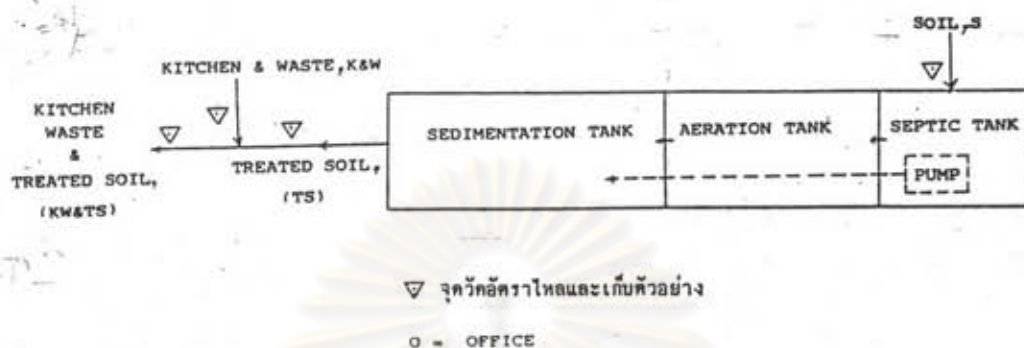 SOIL,S
KITCHEN & WASTE,K&W
KITCHEN
WASTE
&
TREATED SOIL,
(KW&TS)
TREATED SOIL,
(TS)
SEDIMENTATION TANK
AERATION TANK
SEPTIC TANK
PUMP
จุดวัดอัตราไหลและเก็บตัวอย่าง
O = OFFICE